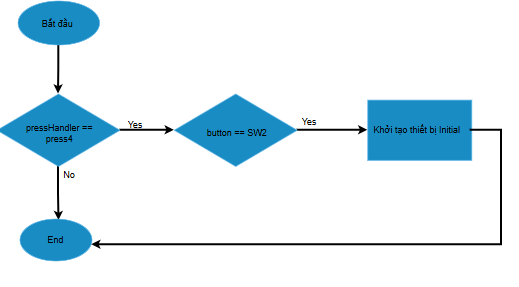 Bắt đầu
pressHandler ==
press4
Yes
button == SW2
Yes
Khởi tạo thiết bị Initial
No
End